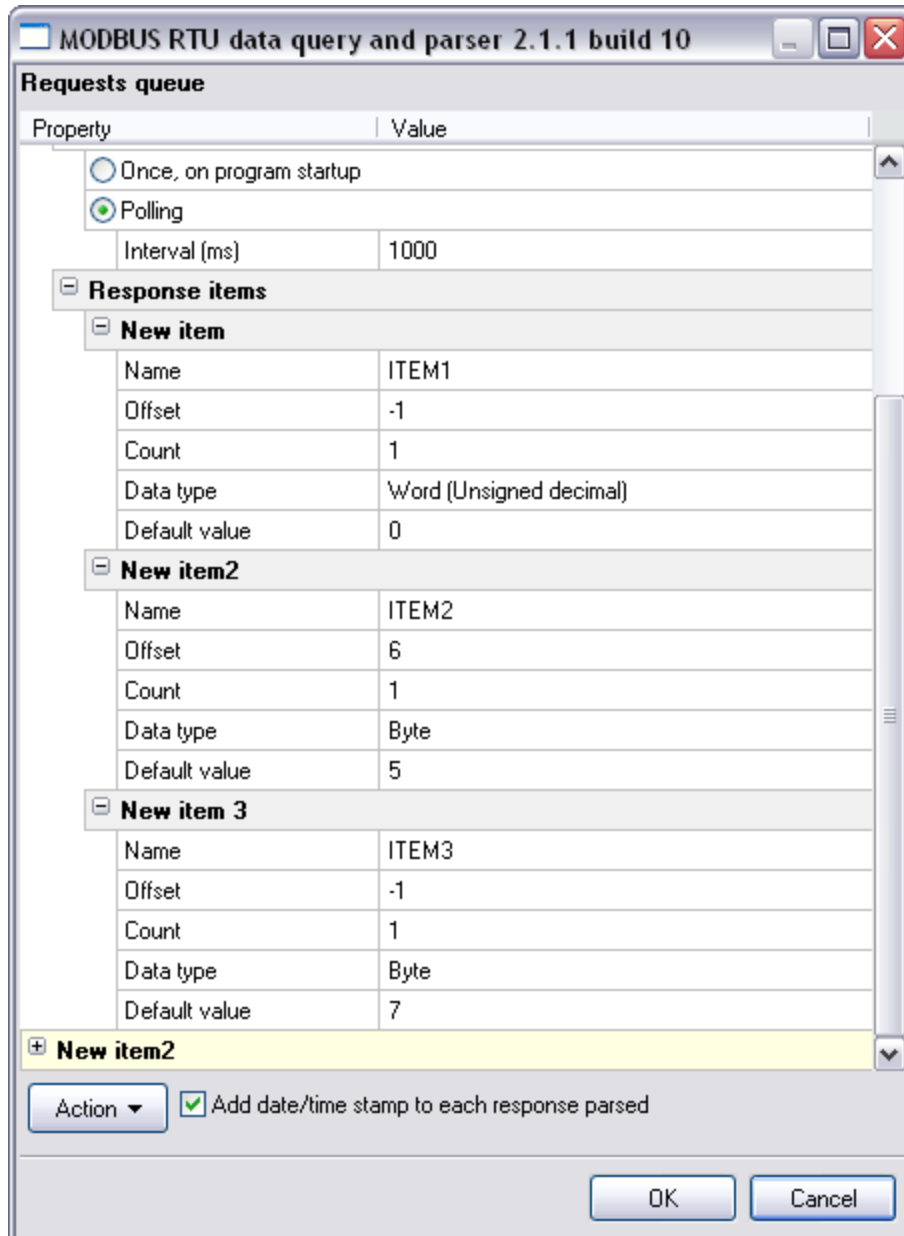 MODBUS RTU data query and parser 2.1.1 build 10
Requests queue
Property Value
Once, on program startup
Polling
Interval (ms) 1000
Response items
New item
Name ITEM1
Offset -1
Count 1
Data type Word (Unsigned decimal)
Default value 0
New item2
Name ITEM2
Offset 6
Count 1
Data type Byte
Default value 5
New item 3
Name ITEM3
Offset -1
Count 1
Data type Byte
Default value 7
New item2
Action Add date/time stamp to each response parsed
OK Cancel